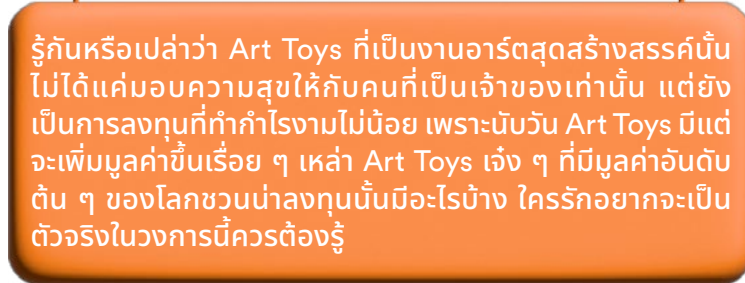 รู้กันหรือเปล่าว่า Art Toys ที่เป็นงานอาร์ตสุดสร้างสรรค์นั้น
ไม่ได้แค่มอบความสุขให้กับคนที่เป็นเจ้าของเท่านั้น แต่ยัง
เป็นการลงทุนที่ทำกำไรงามไม่น้อย เพราะนับวัน Art Toys มีแต่
จะเพิ่มมูลค่าขึ้นเรื่อย ๆ เหล่า Art Toys เจ๋ง ๆ ที่มีมูลค่าอันดับ
ต้น ๆ ของโลกชวนน่าลงทุนนั้นมีอะไรบ้าง ใครรักอยากจะเป็น
ตัวจริงในวงการนี้ควรต้องรู้